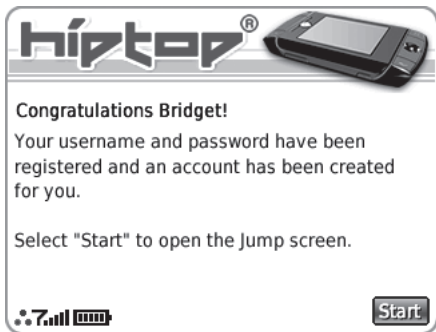 hiptop®
Congratulations Bridget!
Your username and password have been
registered and an account has been created
for you.
Select "Start" to open the Jump screen.
Start